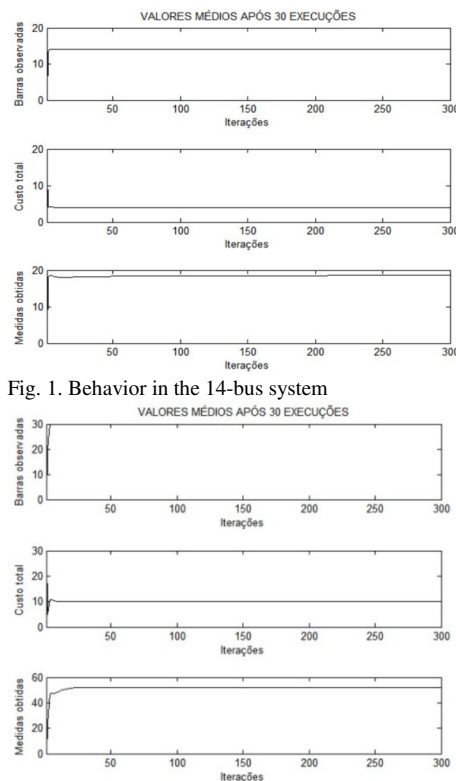 VALORES MÉDIOS APÓS 30 EXECUÇÕES
Barras observadas
20
10
0
50 100 150 200 250 300
Iterações
Custo total
20
10
0
50 100 150 200 250 300
Iterações
Medidas obtidas
20
10
0
50 100 150 200 250 300
Iterações
Fig. 1. Behavior in the 14-bus system
VALORES MÉDIOS APÓS 30 EXECUÇÕES
Barras observadas
30
20
10
0
50 100 150 200 250 300
Iterações
Custo total
30
20
10
0
50 100 150 200 250 300
Iterações
Medidas obtidas
60
40
20
0
50 100 150 200 250 300
Iterações